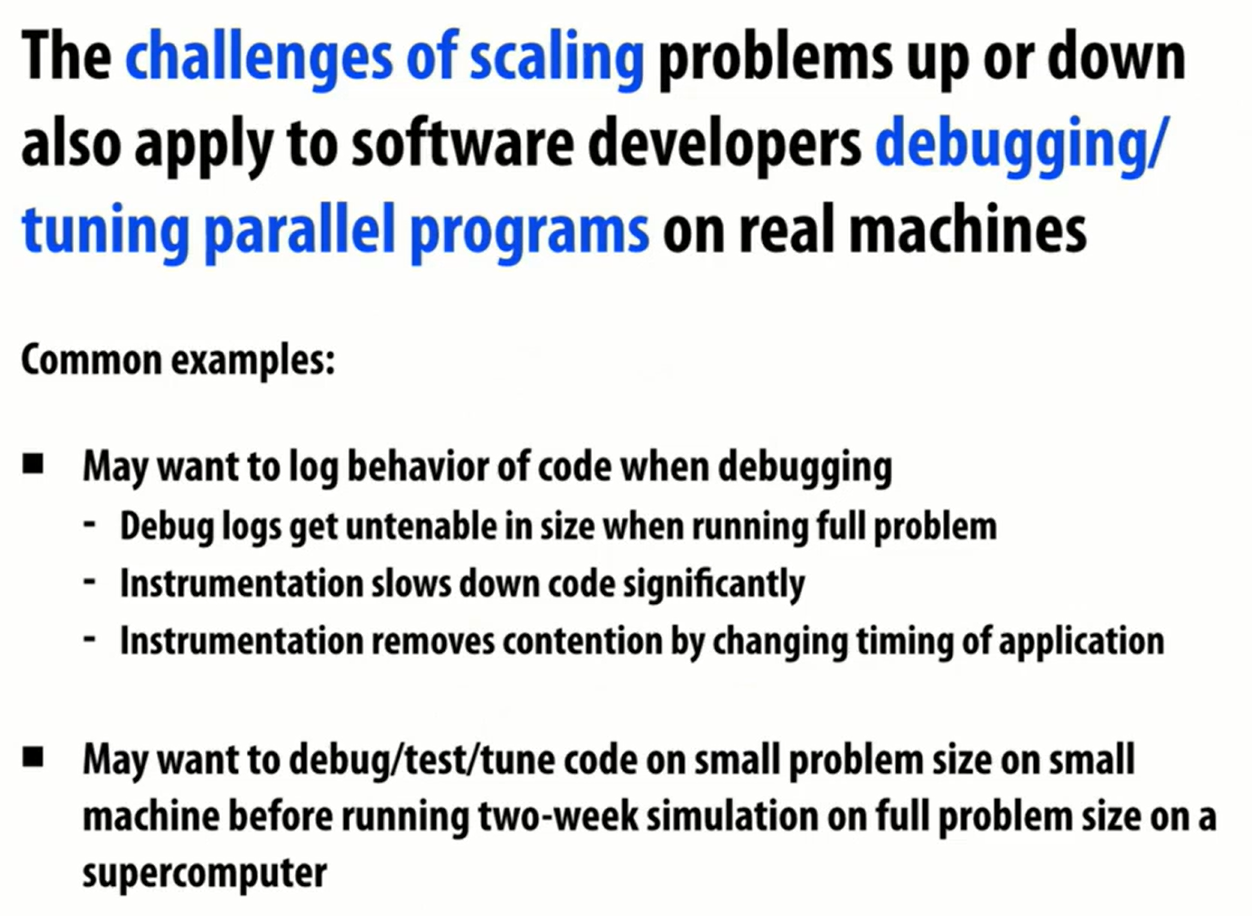 The challenges of scaling problems up or down
also apply to software developers debugging/
tuning parallel programs on real machines
Common examples:
■ May want to log behavior of code when debugging
- Debug logs get untenable in size when running full problem
- Instrumentation slows down code significantly
- Instrumentation removes contention by changing timing of application
■ May want to debug/test/tune code on small problem size on small
machine before running two-week simulation on full problem size on a
supercomputer